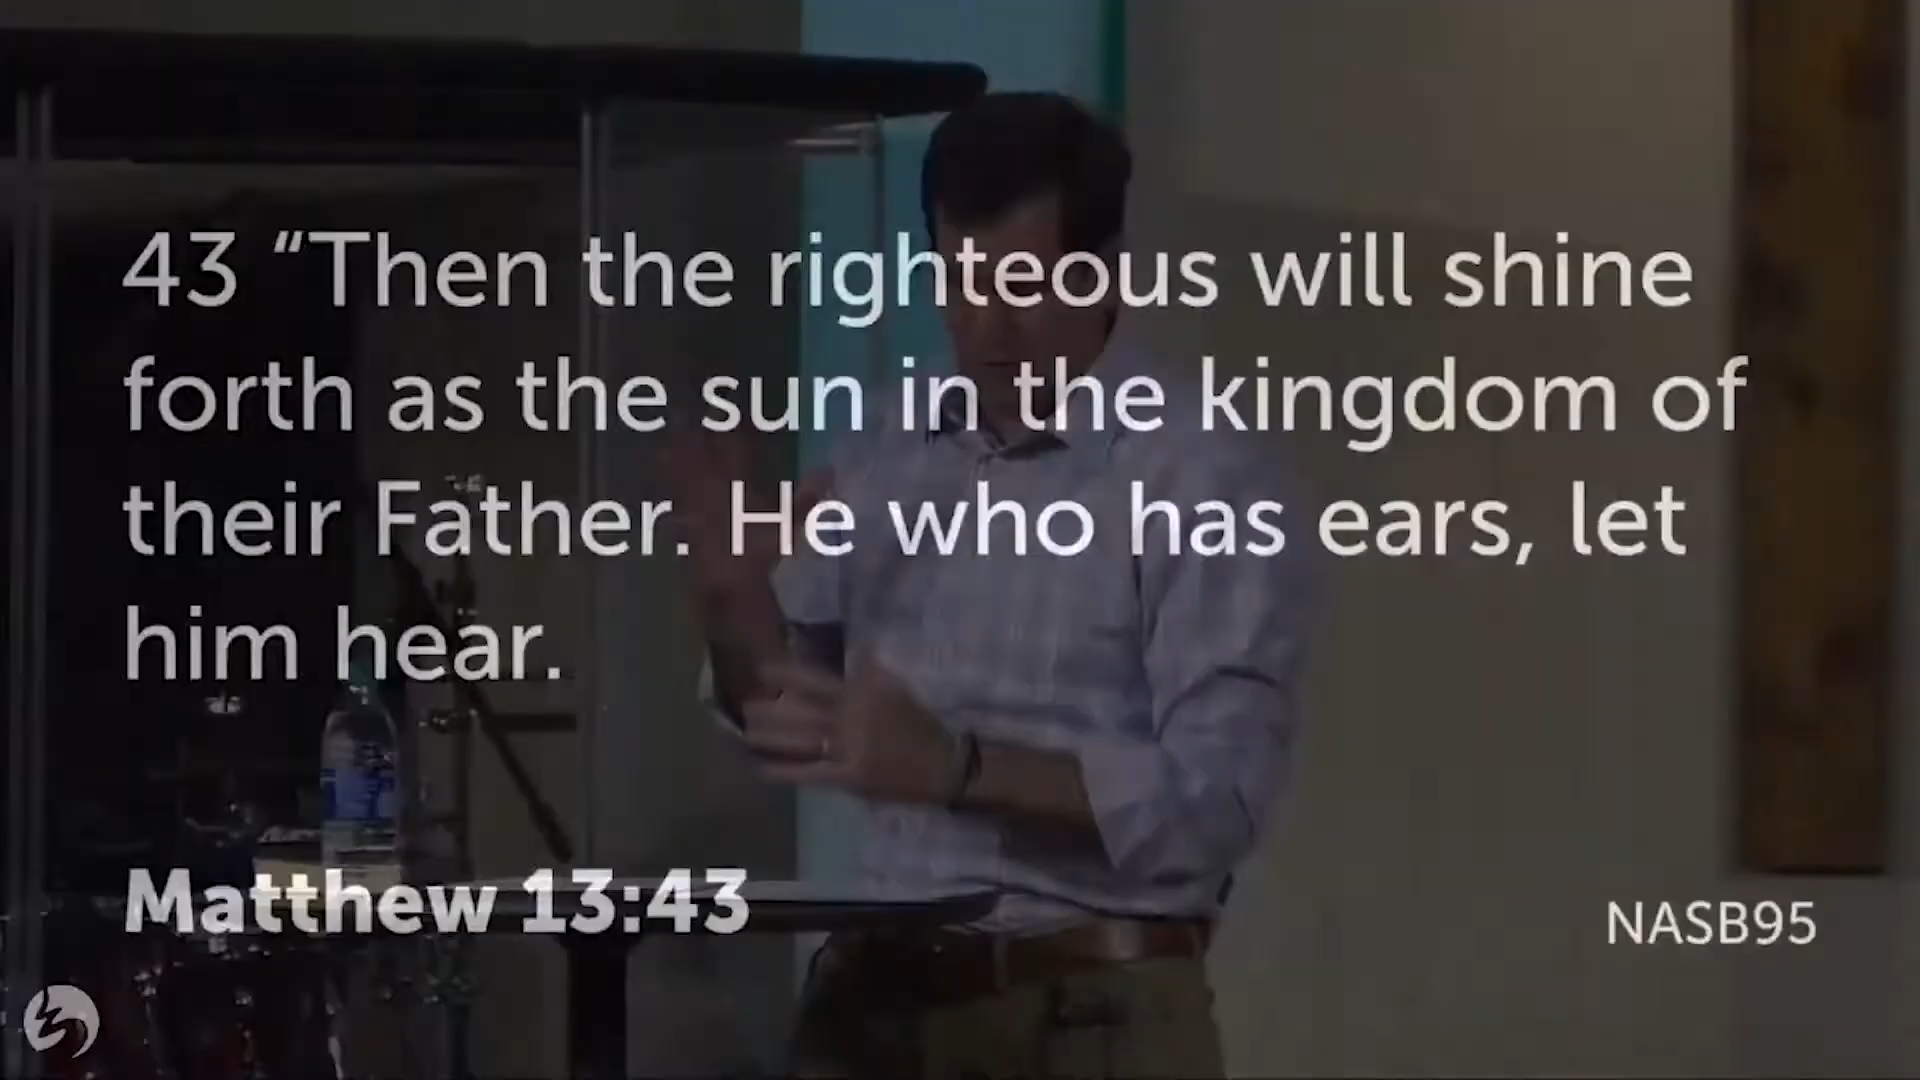 43 “Then the righteous will shine
forth as the sun in the kingdom of
their Father. He who has ears, let
him hear.
Matthew 13:43
NASB95